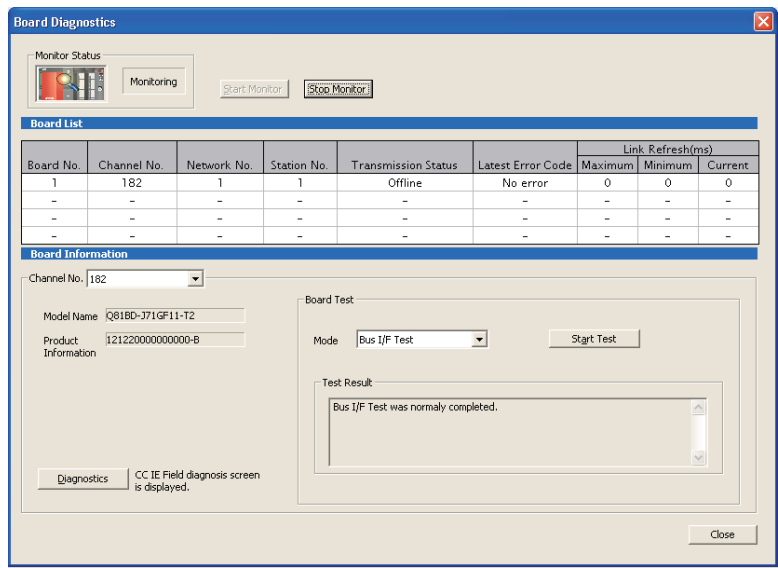 Board Diagnostics
Monitor Status
Monitoring
Start Monitor
Stop Monitor
Board List
Link Refresh(ms)
Board No. Channel No. Network No. Station No. Transmission Status Latest Error Code Maximum Minimum Current
1 182 1 1 Offline No error 0 0 0
- - - - - - - - -
- - - - - - - - -
- - - - - - - - -
Board Information
Channel No. 182
Board Test
Model Name Q81BD-J71GF11-T2
Product 121220000000000-B
Information
Mode Bus I/F Test Start Test
Test Result
Bus I/F Test was normaly completed.
Diagnostics
CC IE Field diagnosis screen
is displayed.
Close